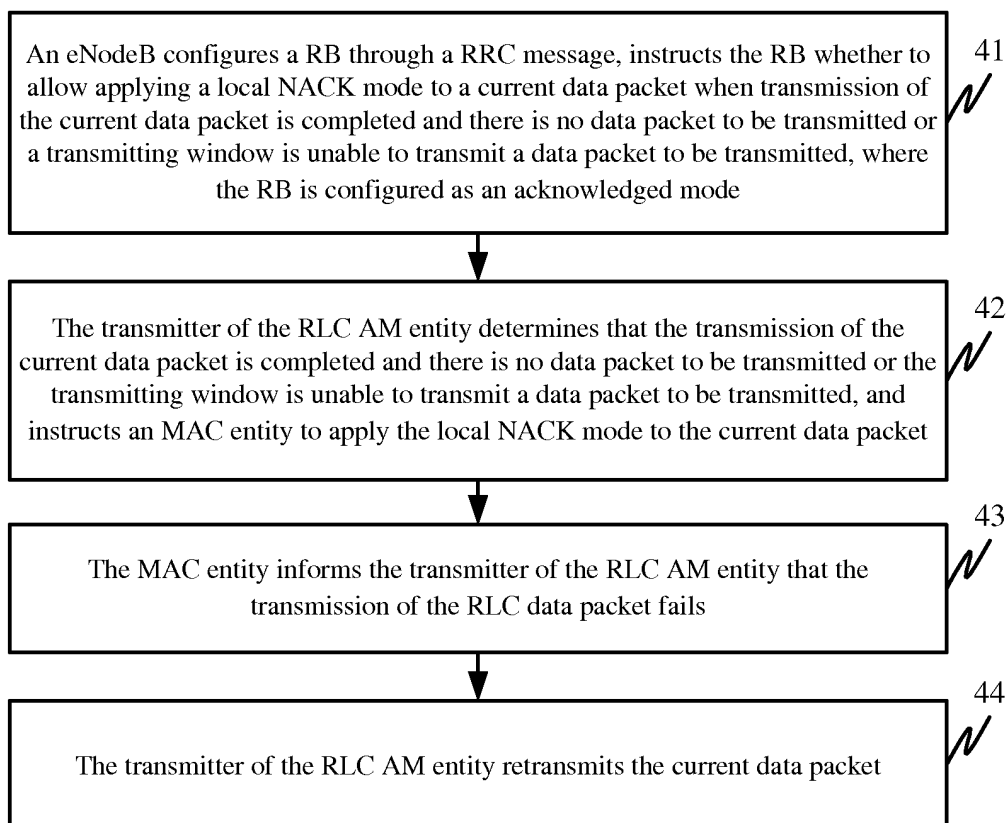 An eNodeB configures a RB through a RRC message, instructs the RB whether to
allow applying a local NACK mode to a current data packet when transmission of
the current data packet is completed and there is no data packet to be transmitted or
a transmitting window is unable to transmit a data packet to be transmitted, where
the RB is configured as an acknowledged mode
41
The transmitter of the RLC AM entity determines that the transmission of the
current data packet is completed and there is no data packet to be transmitted or the
transmitting window is unable to transmit a data packet to be transmitted, and
instructs an MAC entity to apply the local NACK mode to the current data packet
42
The MAC entity informs the transmitter of the RLC AM entity that the
transmission of the RLC data packet fails
43
The transmitter of the RLC AM entity retransmits the current data packet
44